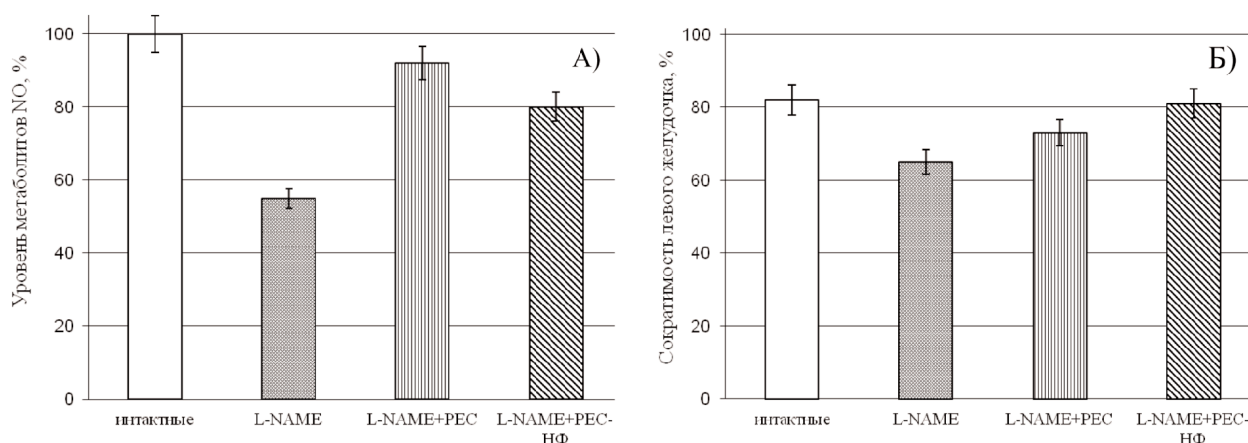 Уровень метаболитов NO, %
100
80
60
40
20
0
А)
интактные
L-NAME
L-NAME+PEC
L-NAME+PEC-
НФ
Сократимость левого желудочка, %
100
80
60
40
20
0
Б)
интактные
L-NAME
L-NAME+PEC
L-NAME+PEC-
НФ